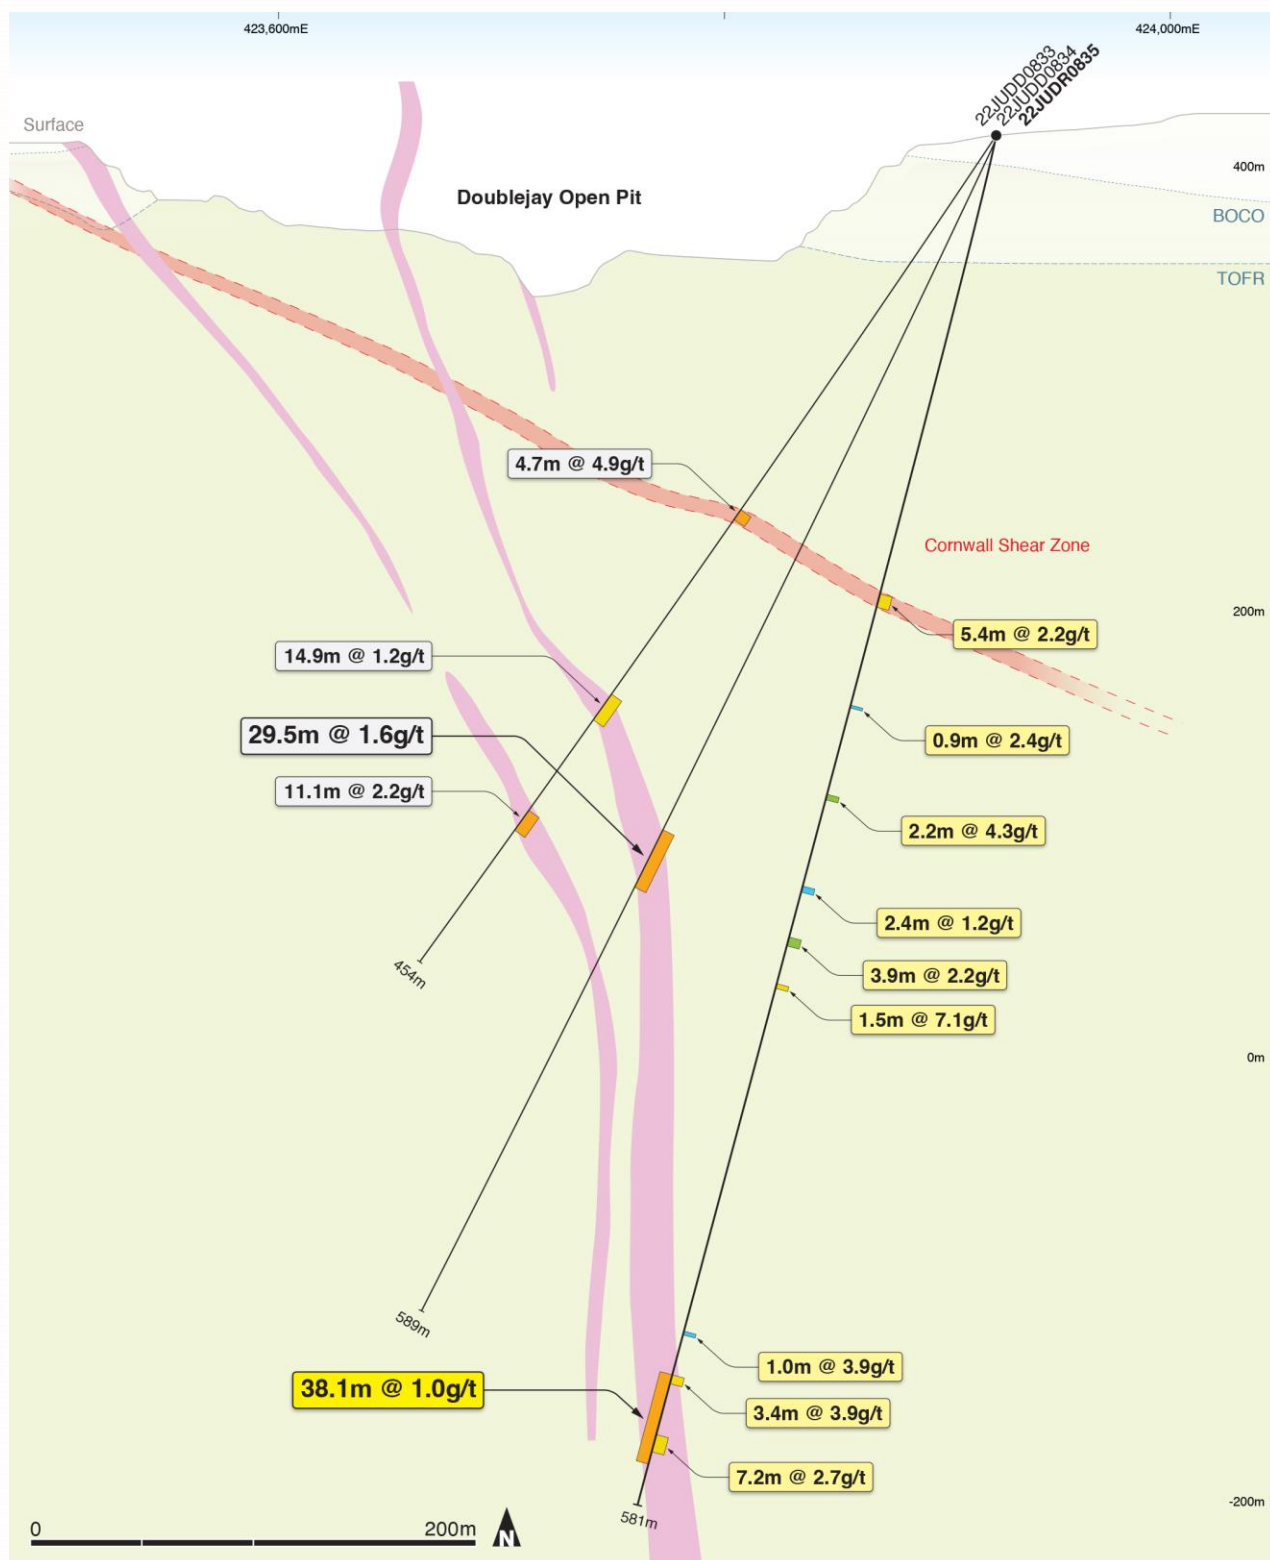 423,600mE
424,000mE
22JUDD0833
22JUDD0834
22JUDR0835
Surface
400m
Doublejay Open Pit
BOCO
TOFR
4.7m @ 4.9g/t
Cornwall Shear Zone
200m
5.4m @ 2.2g/t
14.9m @ 1.2g/t
29.5m @ 1.6g/t
0.9m @ 2.4g/t
11.1m @ 2.2g/t
2.2m @ 4.3g/t
2.4m @ 1.2g/t
454m
3.9m @ 2.2g/t
1.5m @ 7.1g/t
0m
589m
1.0m @ 3.9g/t
38.1m @ 1.0g/t
3.4m @ 3.9g/t
7.2m @ 2.7g/t
-200m
581m
0
200m
N